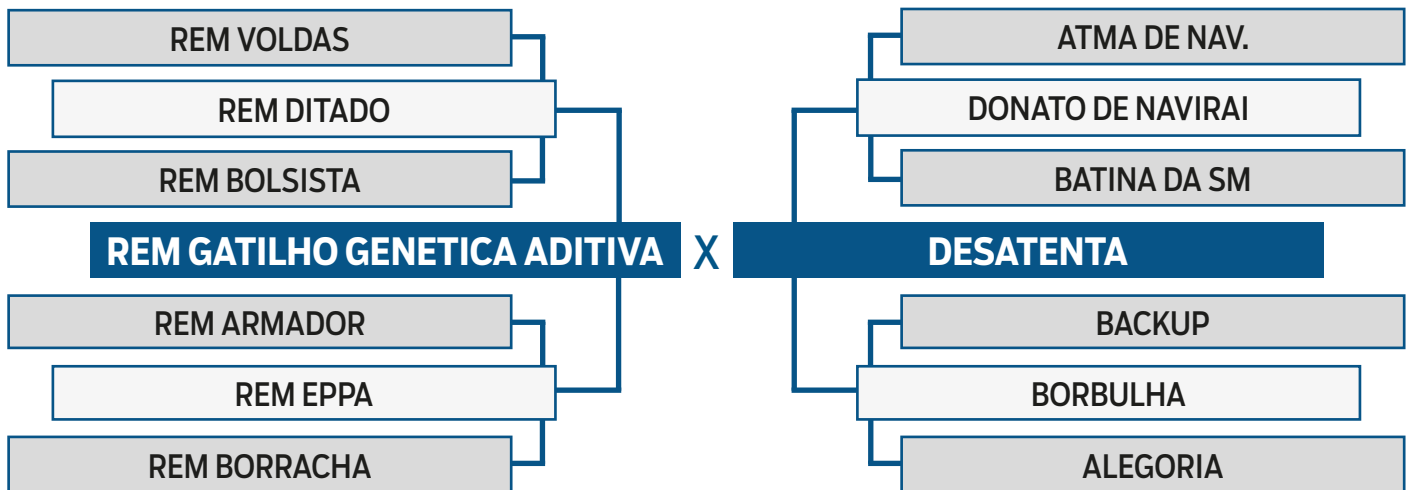 REM VOLDAS
ATMA DE NAV.
REM DITADO
DONATO DE NAVIRAI
REM BOLSISTA
BATINA DA SM
REM GATILHO GENETICA ADITIVA X DESATENTA
REM ARMADOR
BACKUP
REM EPPA
BORBULHA
REM BORRACHA
ALEGORIA